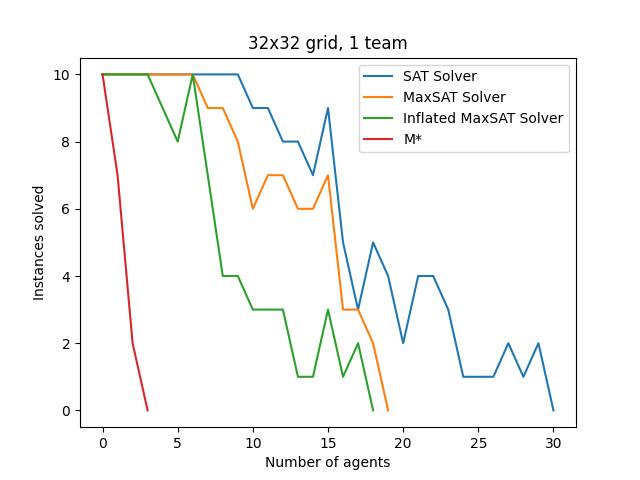 32x32 grid, 1 team
SAT Solver
MaxSAT Solver
Inflated MaxSAT Solver
M*
Instances solved
10
8
6
4
2
0
0 5 10 15 20 25 30
Number of agents